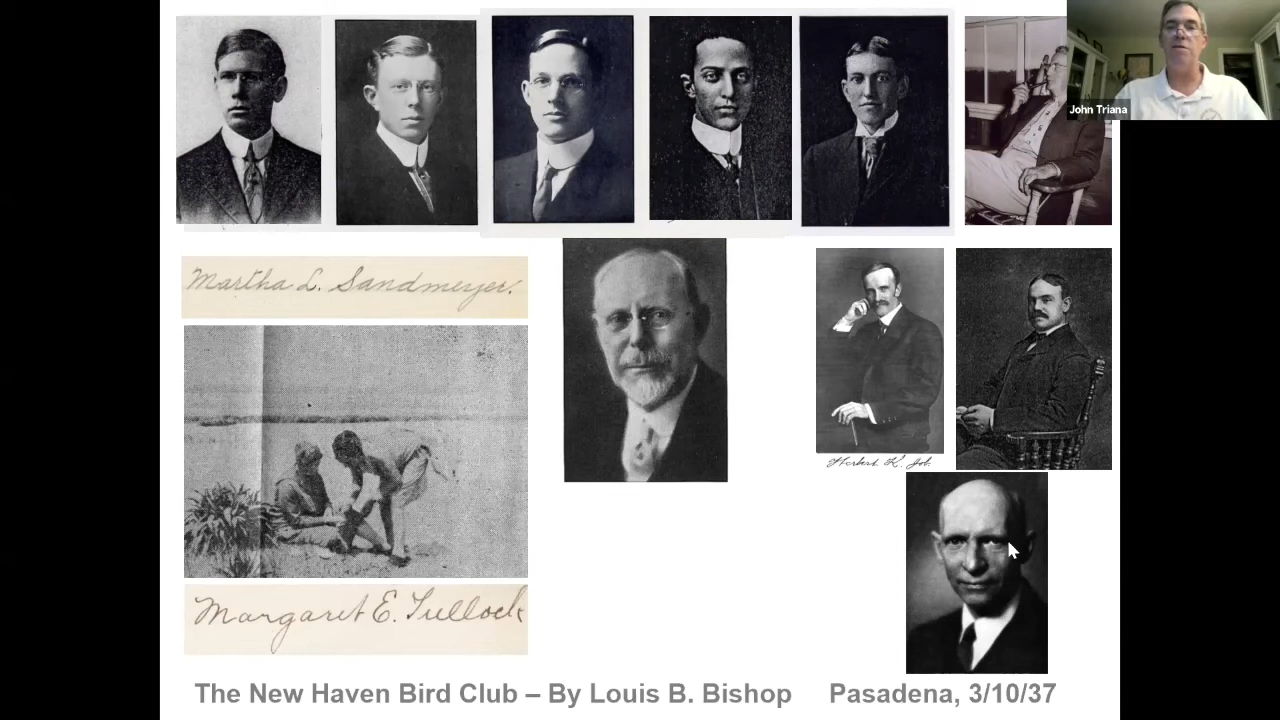 John Triana
Martha L. Sandmeyer.
Herbert K. Job.
Margaret E. Tullock
The New Haven Bird Club – By Louis B. Bishop Pasadena, 3/10/37